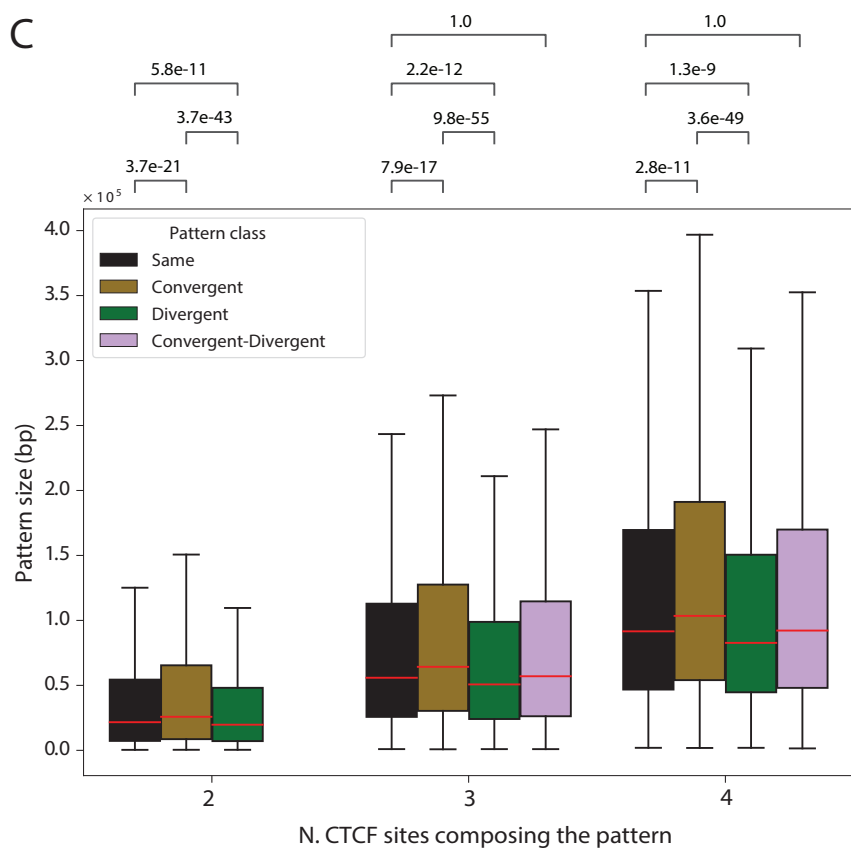 C
1.0 1.0
5.8e-11 2.2e-12 1.3e-9
3.7e-43 9.8e-55 3.6e-49
3.7e-21 7.9e-17 2.8e-11
× 10⁵
Pattern class
Same
Convergent
Divergent
Convergent-Divergent
4.0
3.5
3.0
2.5
2.0
1.5
1.0
0.5
0.0
Pattern size (bp)
2 3 4
N. CTCF sites composing the pattern